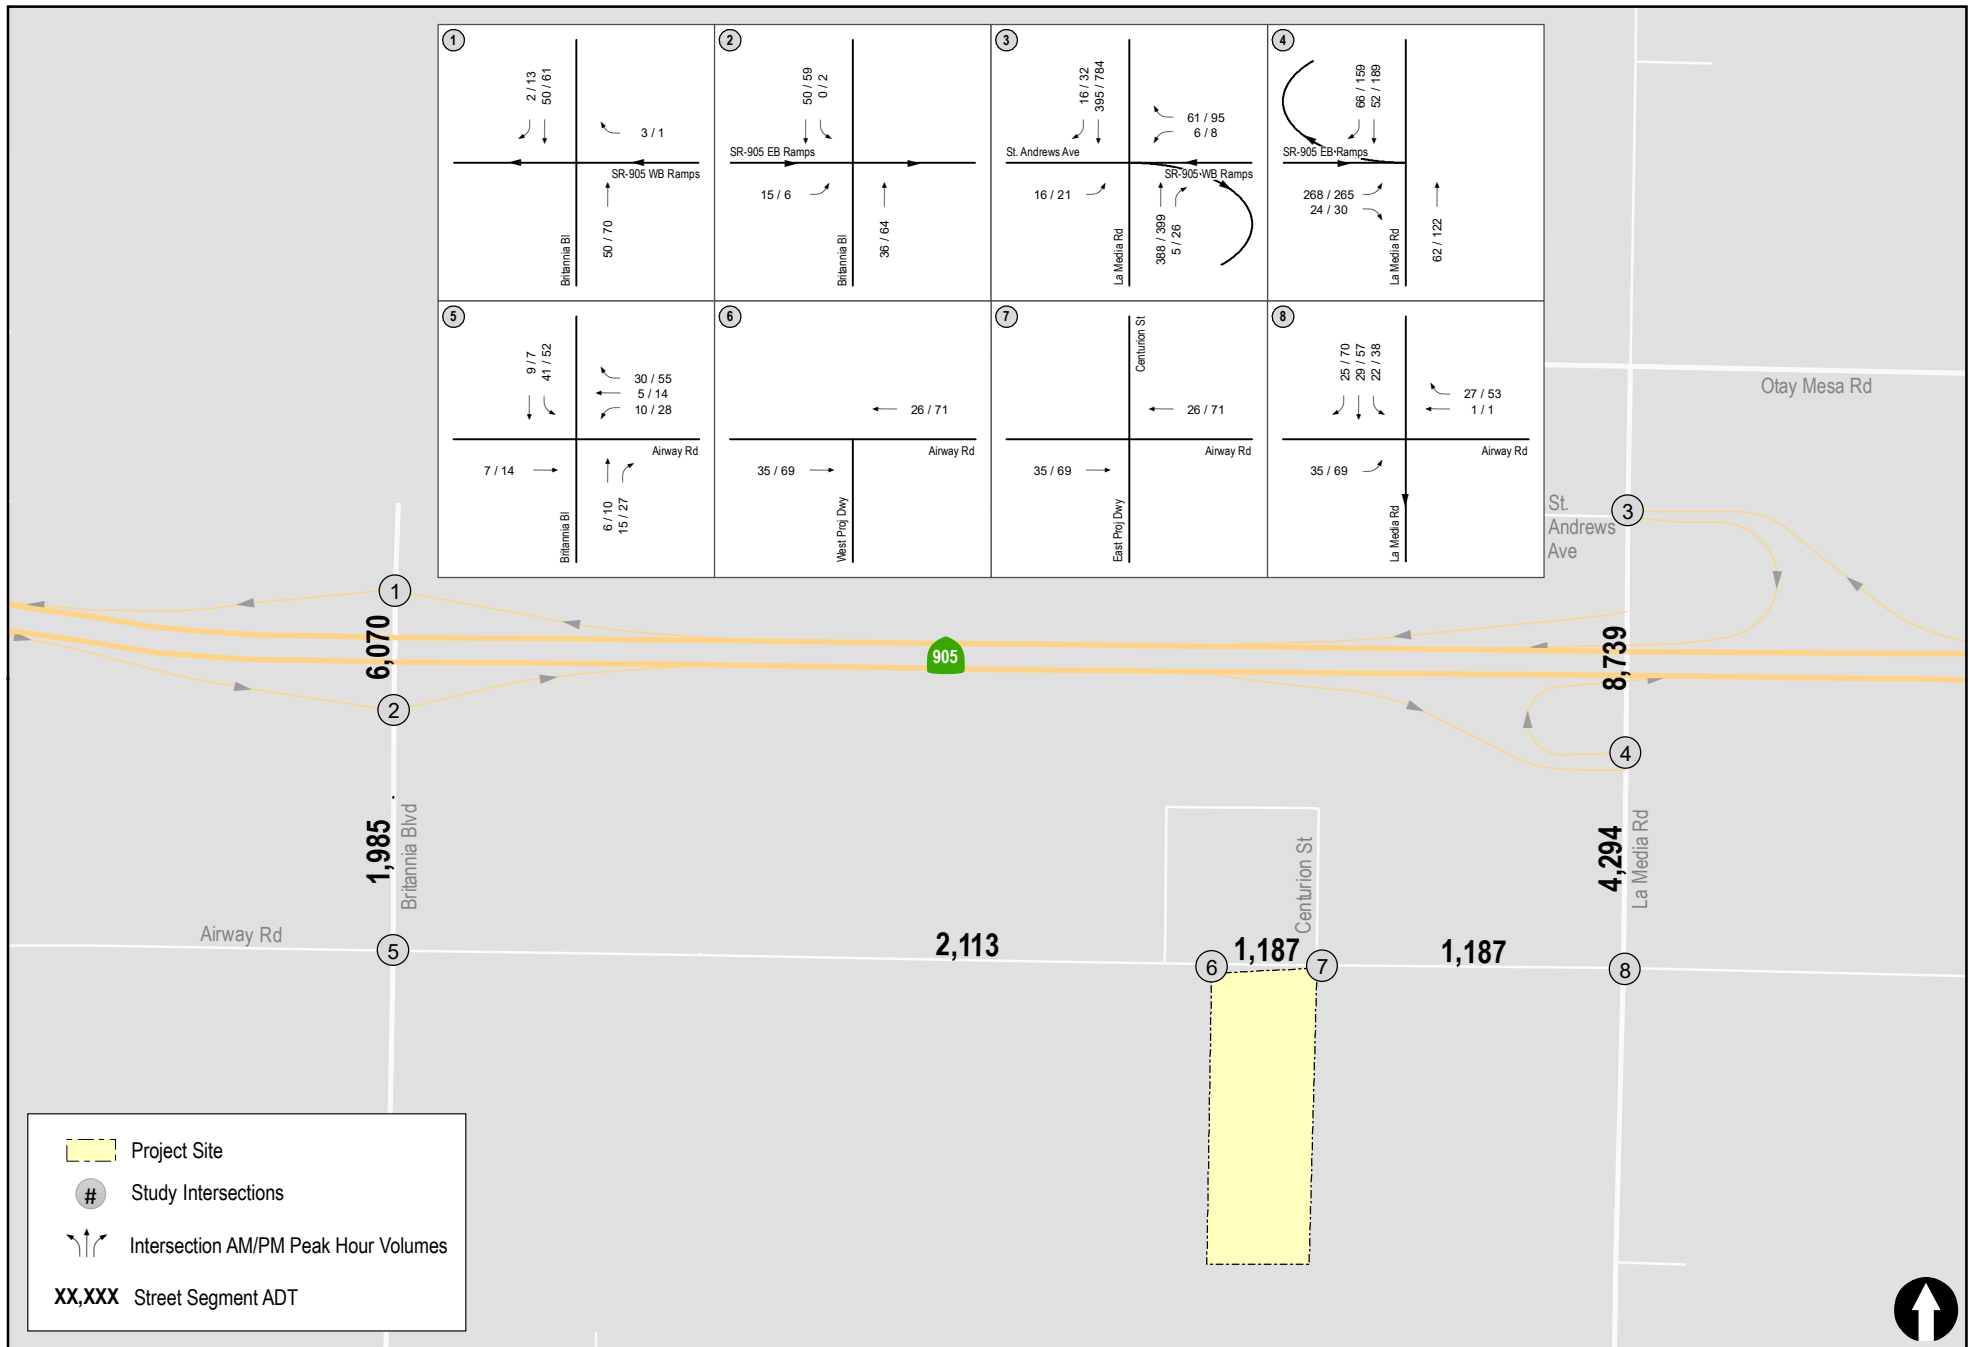 1
2 / 13
50 / 61
3 / 1
SR-905 WB Ramps
Britannia Bl
50 / 70
2
50 / 59
0 / 2
SR-905 EB Ramps
15 / 6
Britannia Bl
36 / 64
3
16 / 32
395 / 784
61 / 95
6 / 8
St. Andrews Ave
SR-905 WB Ramps
16 / 21
La Media Rd
388 / 399
5 / 26
4
66 / 159
52 / 189
SR-905 EB Ramps
268 / 265
24 / 30
La Media Rd
62 / 122
5
9 / 7
41 / 52
30 / 55
5 / 14
10 / 28
Airway Rd
7 / 14
Britannia Bl
6 / 10
15 / 27
6
26 / 71
Airway Rd
35 / 69
West Proj Dwy
7
Centurion St
26 / 71
Airway Rd
35 / 69
East Proj Dwy
8
25 / 70
29 / 57
22 / 38
27 / 53
1 / 1
Airway Rd
35 / 69
La Media Rd
Otay Mesa Rd
St.
Andrews
Ave
3
1
6,070
905
8,739
2
4
1,985
Britannia Blvd
Centurion St
4,294
La Media Rd
Airway Rd
5
2,113
6
1,187
7
1,187
8
Project Site
# Study Intersections
Intersection AM/PM Peak Hour Volumes
XX,XXX Street Segment ADT